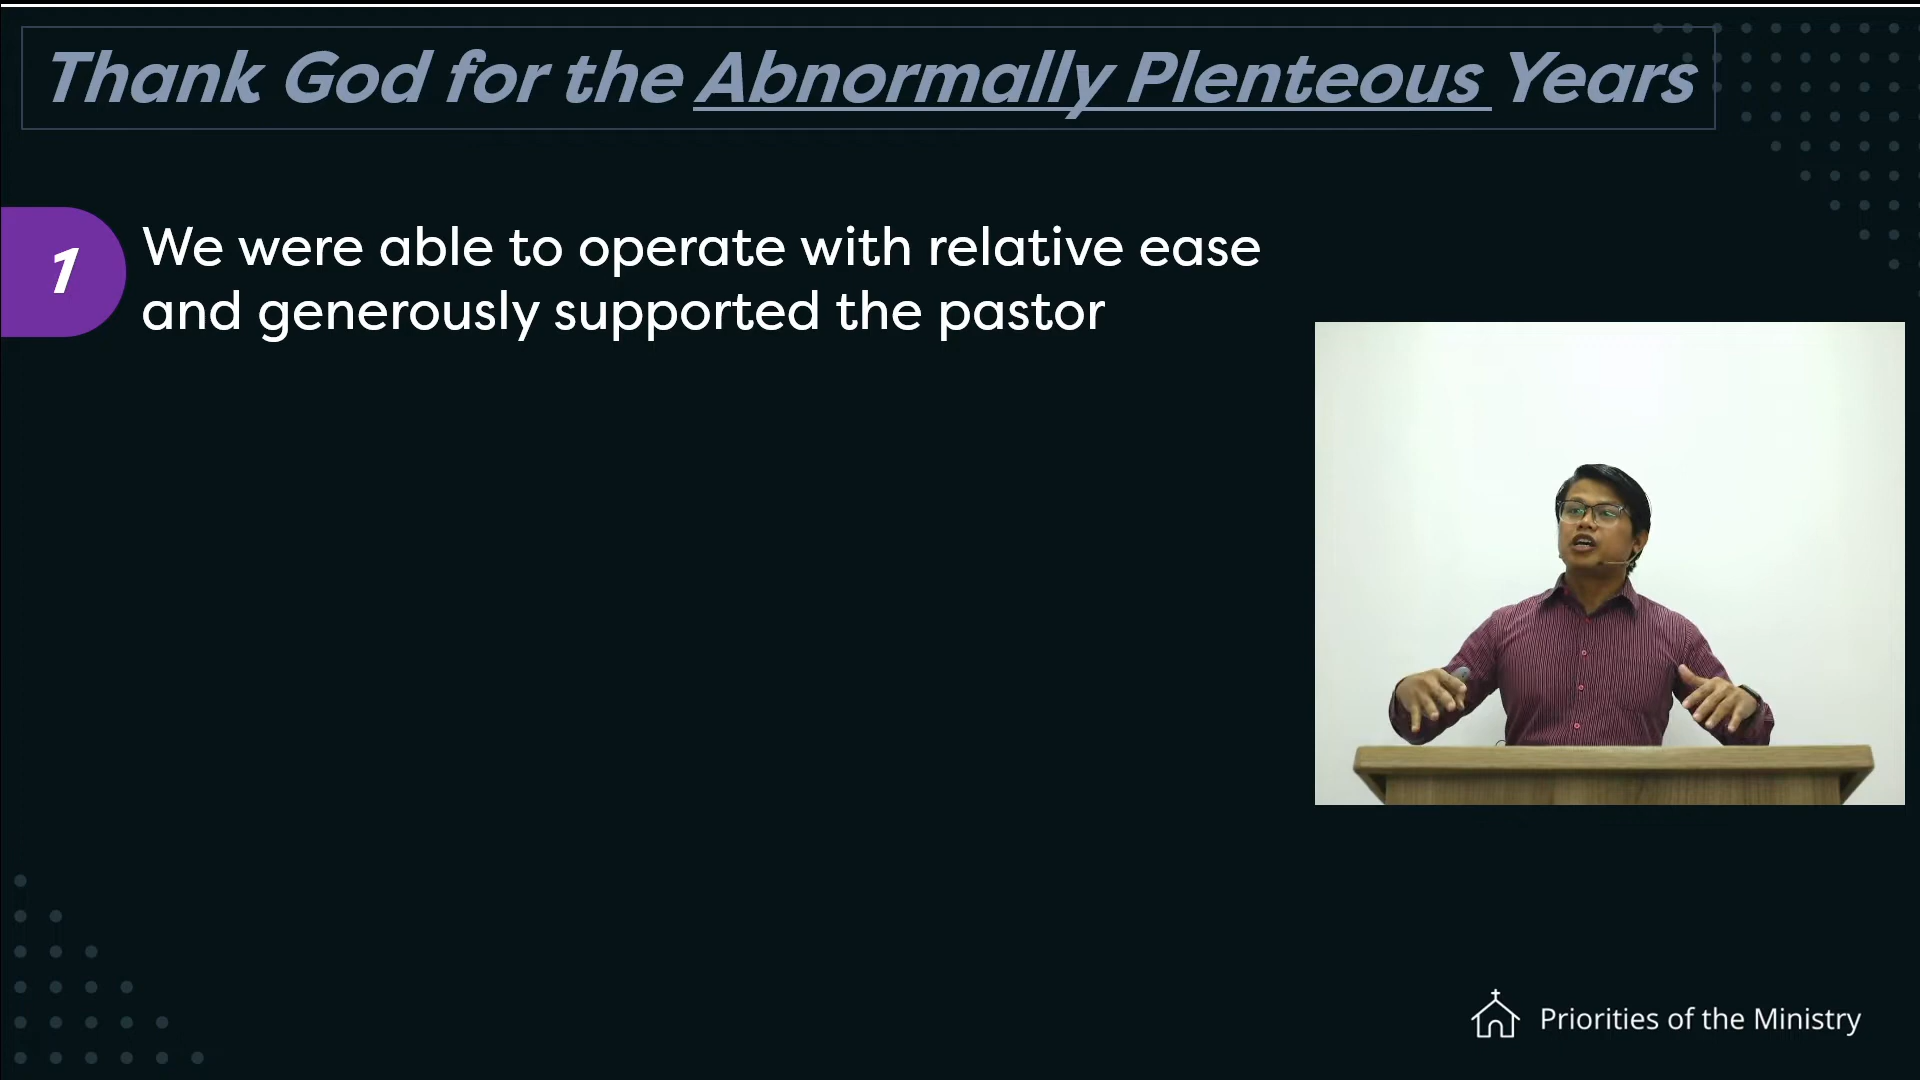 Thank God for the Abnormally Plenteous Years
1
We were able to operate with relative ease
and generously supported the pastor
Priorities of the Ministry